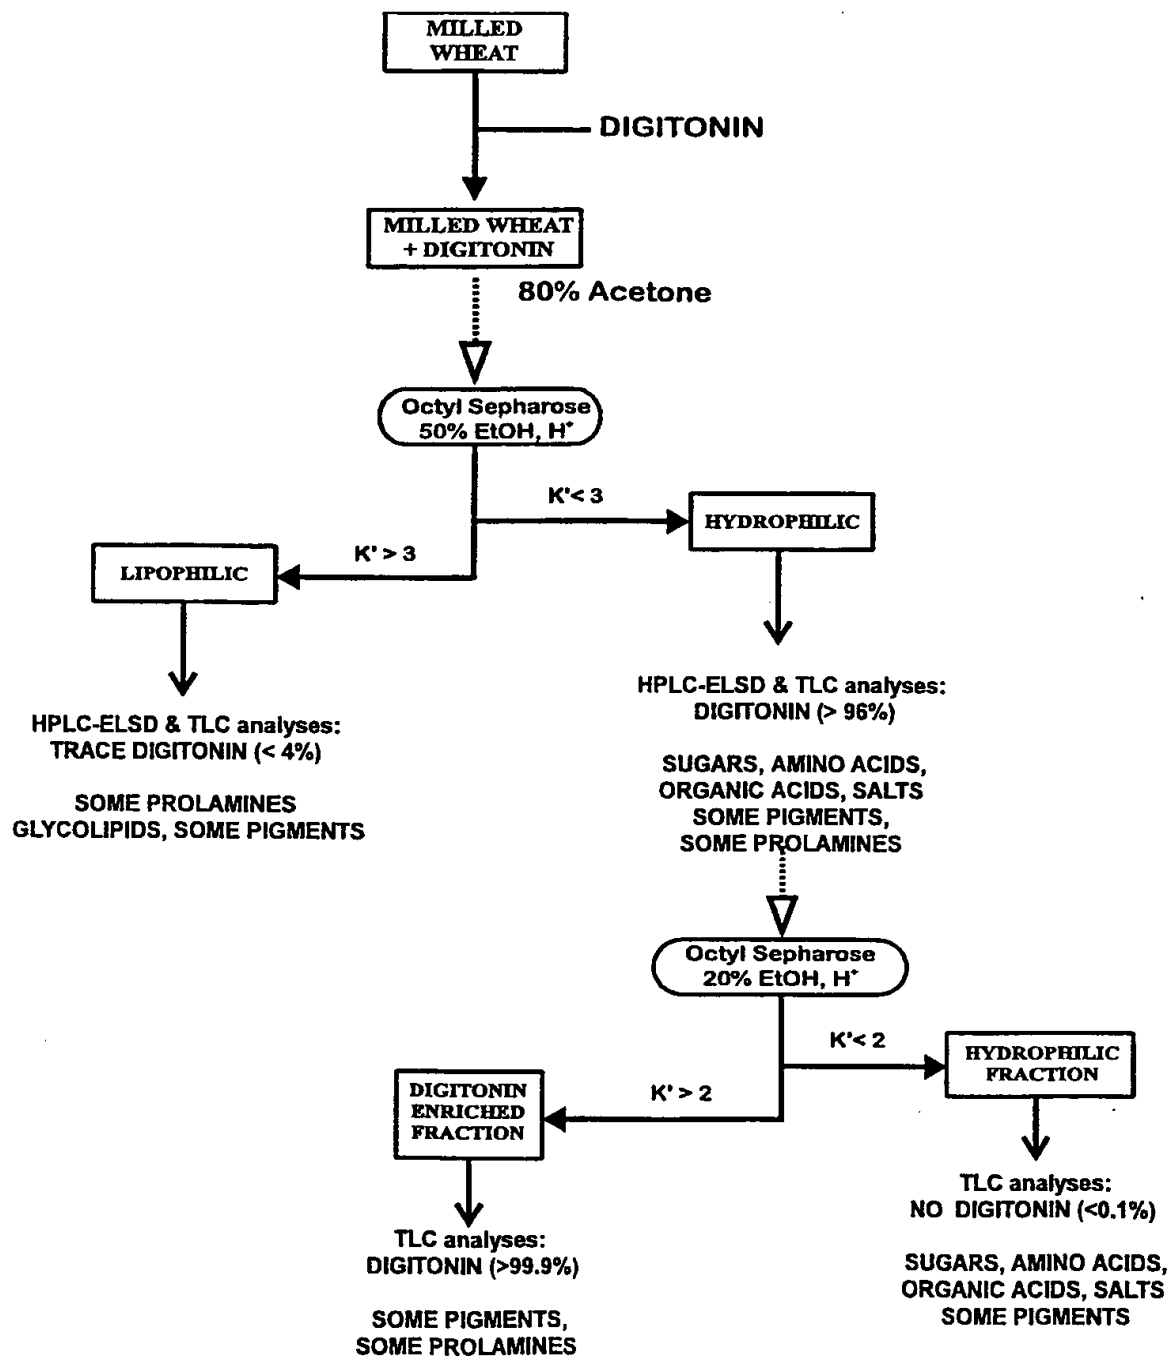 MILLED
WHEAT
DIGITONIN
MILLED WHEAT
+ DIGITONIN
80% Acetone
Octyl Sepharose
50% EtOH, H⁺
K'< 3
HYDROPHILIC
K' > 3
LIPOPHILIC
HPLC-ELSD & TLC analyses:
TRACE DIGITONIN (< 4%)
SOME PROLAMINES
GLYCOLIPIDS, SOME PIGMENTS
HPLC-ELSD & TLC analyses:
DIGITONIN (> 96%)
SUGARS, AMINO ACIDS,
ORGANIC ACIDS, SALTS
SOME PIGMENTS,
SOME PROLAMINES
Octyl Sepharose
20% EtOH, H⁺
K'< 2
HYDROPHILIC
FRACTION
K' > 2
DIGITONIN
ENRICHED
FRACTION
TLC analyses:
DIGITONIN (>99.9%)
SOME PIGMENTS,
SOME PROLAMINES
TLC analyses:
NO DIGITONIN (<0.1%)
SUGARS, AMINO ACIDS,
ORGANIC ACIDS, SALTS
SOME PIGMENTS